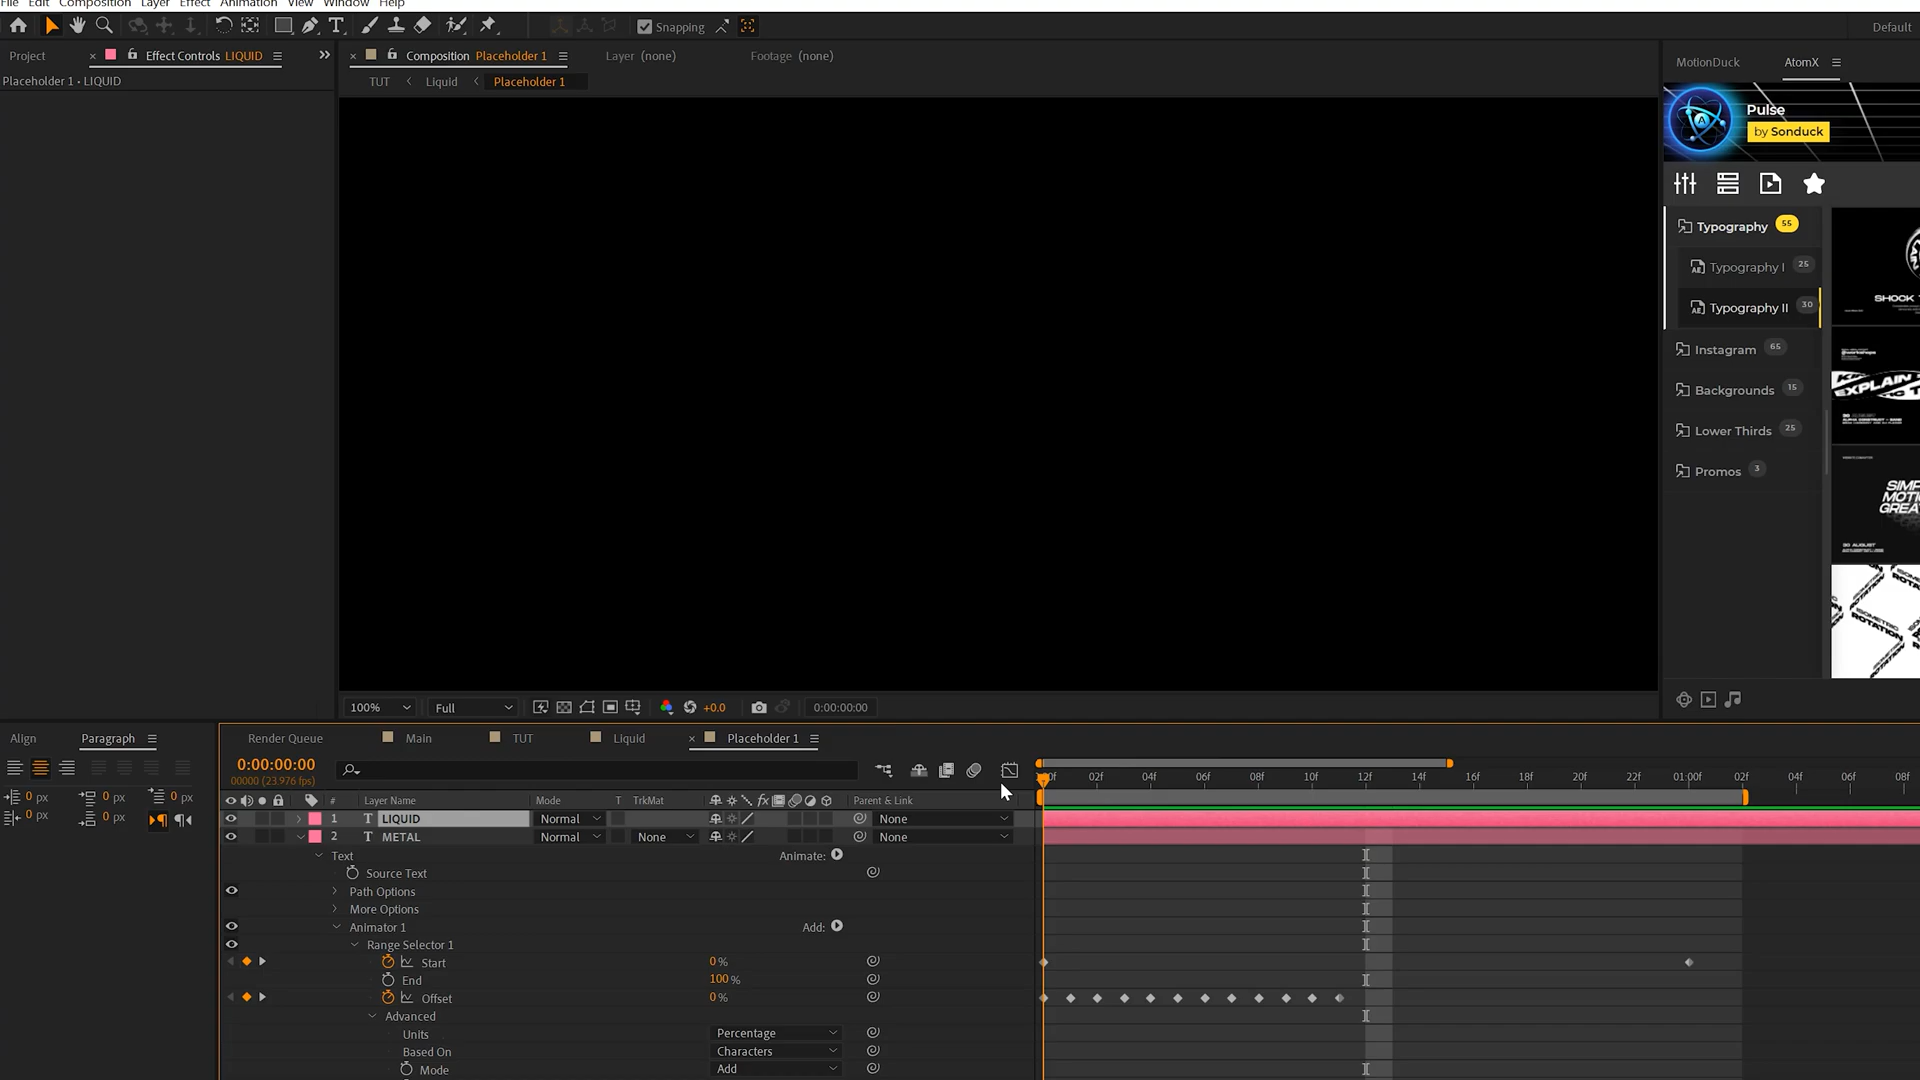 File Edit Composition Layer Effect Animation View Window Help
Snapping
Default
Project
Effect Controls LIQUID
Composition Placeholder 1
Layer (none)
Footage (none)
MotionDuck
AtomX
Placeholder 1 • LIQUID
TUT
Liquid
Placeholder 1
Pulse
by Sonduck
Typography 55
Typography I 25
Typography II 30
Instagram 65
Backgrounds 15
Lower Thirds 25
Promos 3
SHOCK
EXPLAIN
ISOMETRIC
ROTATION
100%
Full
+0.0
0:00:00:00
Align
Paragraph
Render Queue
Main
TUT
Liquid
Placeholder 1
0:00:00:00
00000 (23.976 fps)
02f 04f 06f 08f 10f 12f 14f 16f 18f 20f 22f 01:00f 02f 04f 06f 08f
0 px 0 px 0 px
0 px 0 px
# Layer Name Mode T TrkMat Parent & Link
1 T LIQUID Normal None
2 T METAL Normal None None
Text
Animate:
Source Text
Path Options
More Options
Animator 1
Add:
Range Selector 1
Start 0 %
End 100 %
Offset 0 %
Advanced
Units Percentage
Based On Characters
Mode Add